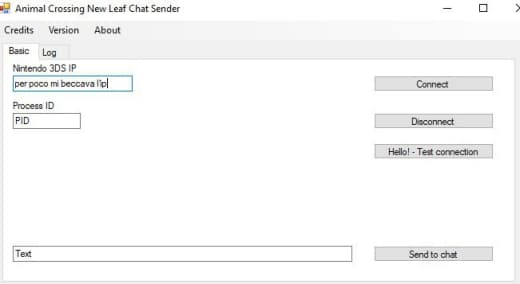 Animal Crossing New Leaf Chat Sender
Credits Version About
Basic Log
Nintendo 3DS IP
per poco mi beccava l'ip
Connect
Process ID
PID
Disconnect
Hello! - Test connection
Text
Send to chat